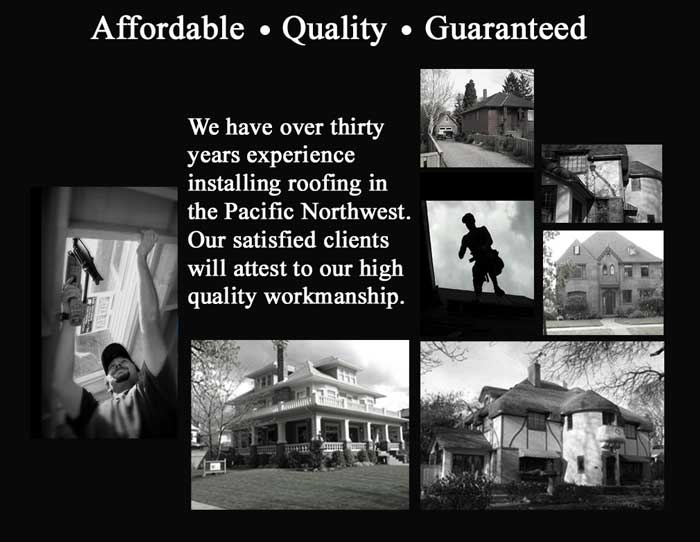 Affordable • Quality • Guaranteed
We have over thirty
years experience
installing roofing in
the Pacific Northwest.
Our satisfied clients
will attest to our high
quality workmanship.